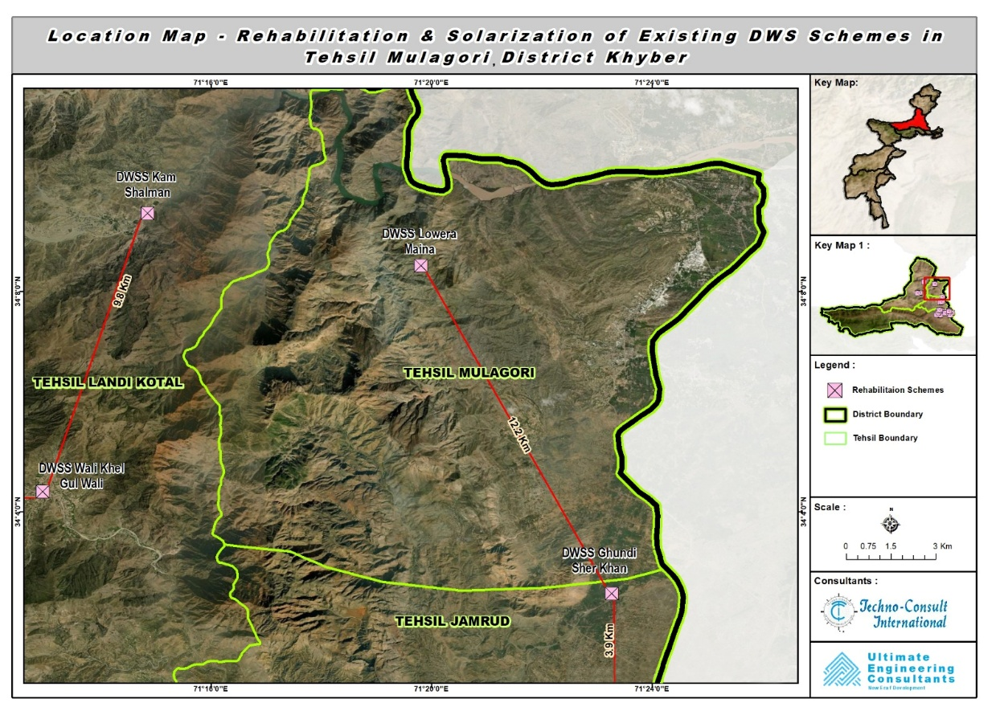 Location Map - Rehabilitation & Solarization of Existing DWS Schemes in
Tehsil Mulagori, District Khyber
71°16'0"E
71°20'0"E
71°24'0"E
34°8'0"N
34°4'0"N
DWSS Kam
Shalman
9.8 Km
TEHSIL LANDI KOTAL
DWSS Wali Khel
Gul Wali
DWSS Lowera
Maina
TEHSIL MULAGORI
12.2 Km
DWSS Ghundi
Sher Khan
TEHSIL JAMRUD
3.9 Km
34°8'0"N
34°4'0"N
71°16'0"E
71°20'0"E
71°24'0"E
Key Map:
Key Map 1 :
Legend :
Rehabilitaion Schemes
District Boundary
Tehsil Boundary
Scale :
N
0 0.75 1.5 3 Km
Consultants :
Techno-Consult
International
Ultimate
Engineering
Consultants
New Era f Development